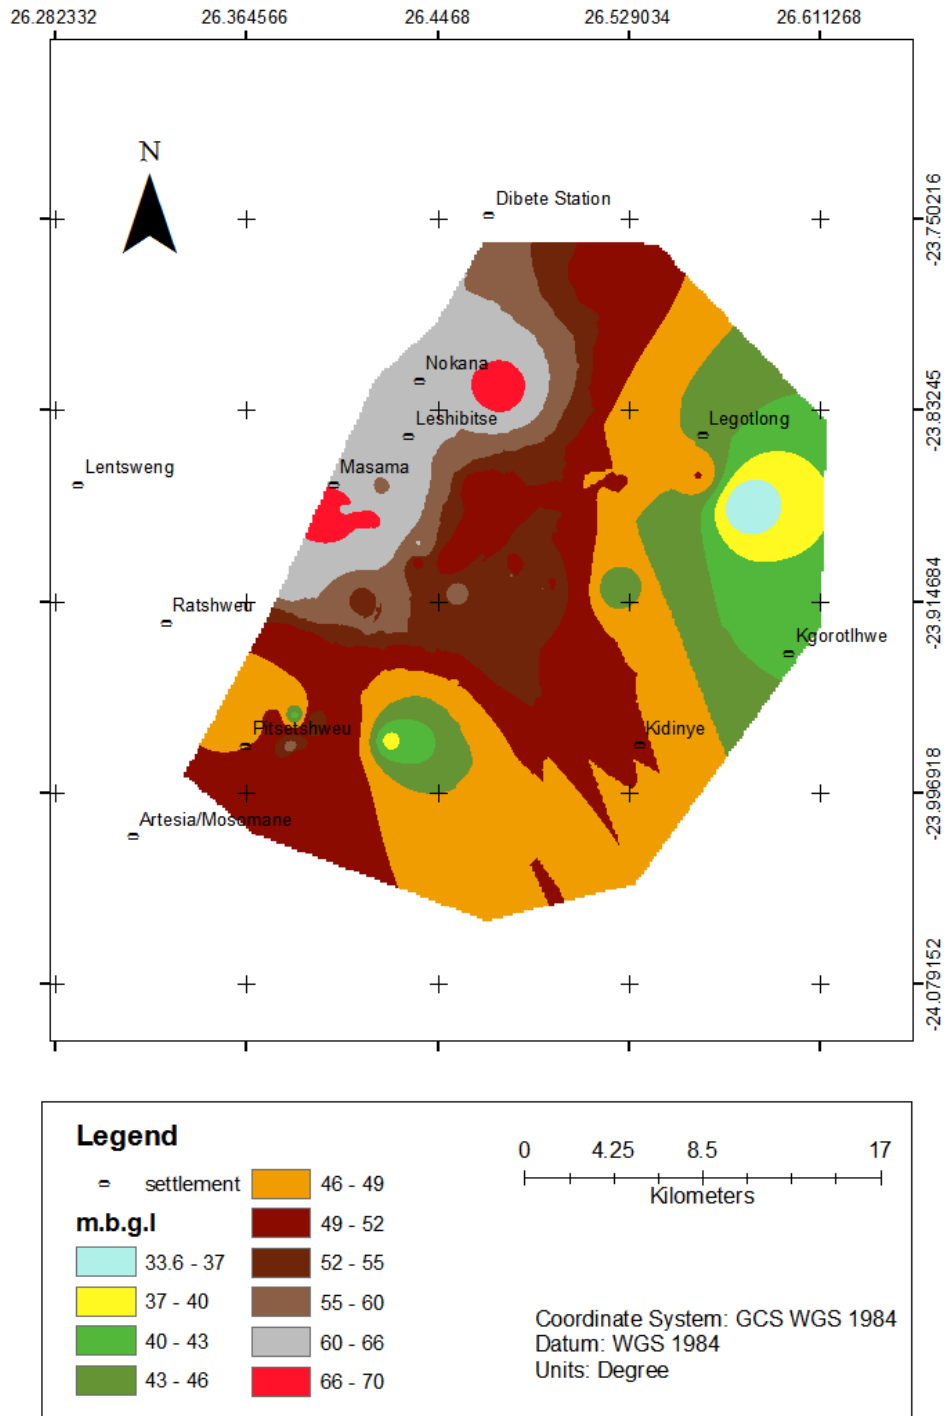 26.282332 26.364566 26.4468 26.529034 26.611268
N
Dibete Station
-23.750216
Nokana
Leshibitse
-23.83245
Legotlong
Lentsweng
Masama
Ratshweu
-23.914684
Kgorotlhwe
Pitsetshweu
Kidinye
-23.996918
Artesia/Mosomane
-24.079152
Legend
settlement
m.b.g.l
33.6 - 37
37 - 40
40 - 43
43 - 46
46 - 49
49 - 52
52 - 55
55 - 60
60 - 66
66 - 70
0 4.25 8.5 17
Kilometers
Coordinate System: GCS WGS 1984
Datum: WGS 1984
Units: Degree